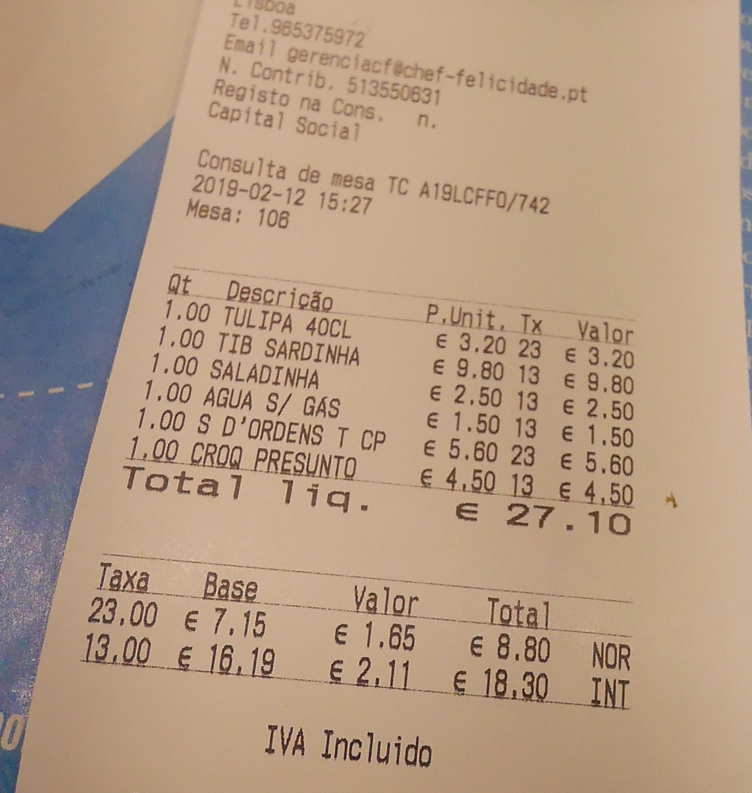 Lisboa
Tel.965375972
Email gerenciacf@chef-felicidade.pt
N. Contrib. 513550631
Registo na Cons. n.
Capital Social
Consulta de mesa TC A19LCFFO/742
2019-02-12 15:27
Mesa: 106
Qt Descrição P.Unit. Tx Valor
1.00 TULIPA 40CL € 3.20 23 € 3.20
1.00 TIB SARDINHA € 9.80 13 € 9.80
1.00 SALADINHA € 2.50 13 € 2.50
1.00 AGUA S/ GÁS € 1.50 13 € 1.50
1.00 S D'ORDENS T CP € 5.60 23 € 5.60
1.00 CROQ PRESUNTO € 4.50 13 € 4.50
Total liq. € 27.10
Taxa Base Valor Total
23.00 € 7.15 € 1.65 € 8.80 NOR
13.00 € 16.19 € 2.11 € 18.30 INT
IVA Incluido